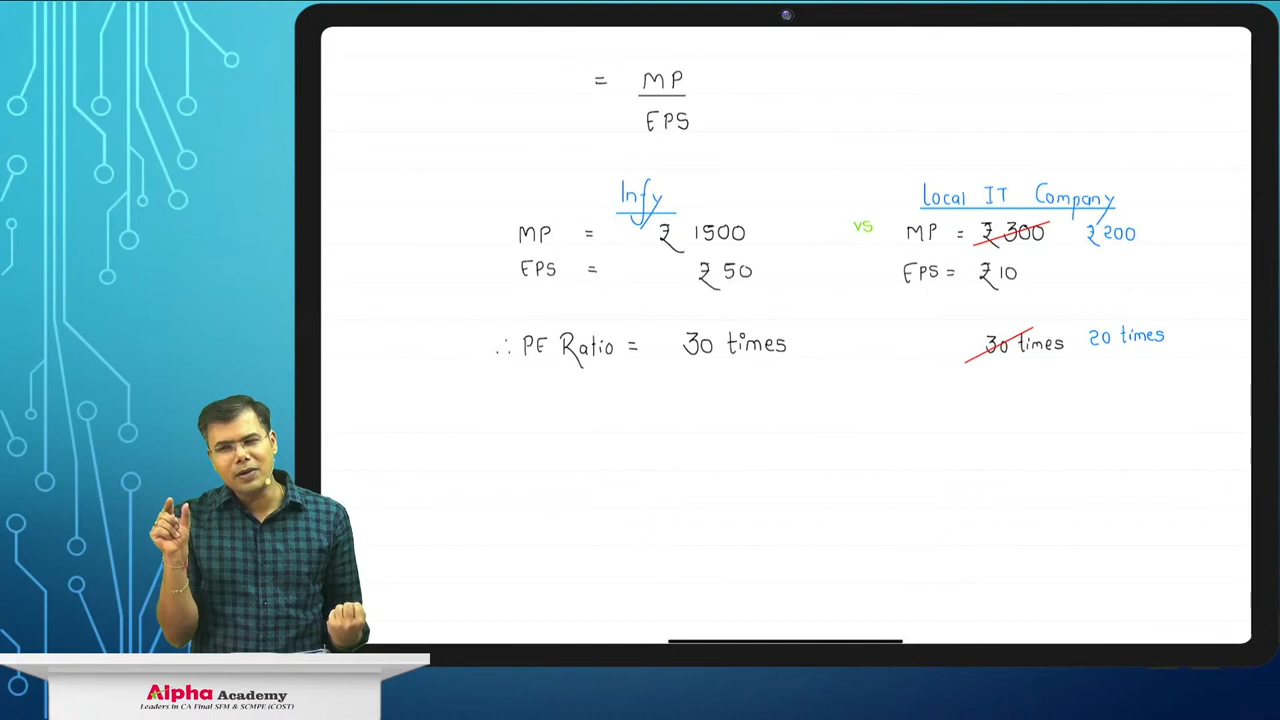 = MP
EPS
Infy
MP = ₹ 1500
EPS = ₹ 50
∴ PE Ratio = 30 times
vs
Local IT Company
MP = ₹ 300 ₹ 200
EPS = ₹ 10
30 times 20 times
Alpha Academy
Leaders in CA Final SFM & SCMPE (COST)